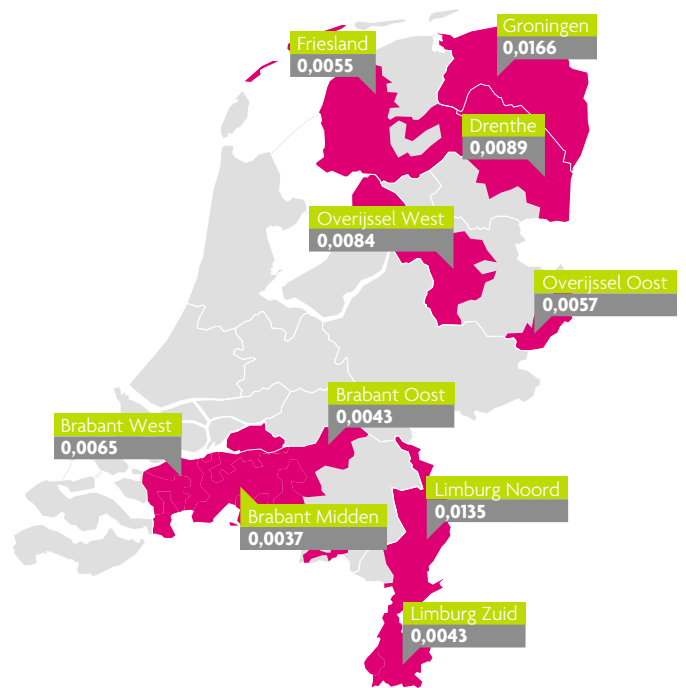 Groningen
0,0166
Friesland
0,0055
Drenthe
0,0089
Overijssel West
0,0084
Overijssel Oost
0,0057
Brabant Oost
0,0043
Brabant West
0,0065
Limburg Noord
0,0135
Brabant Midden
0,0037
Limburg Zuid
0,0043